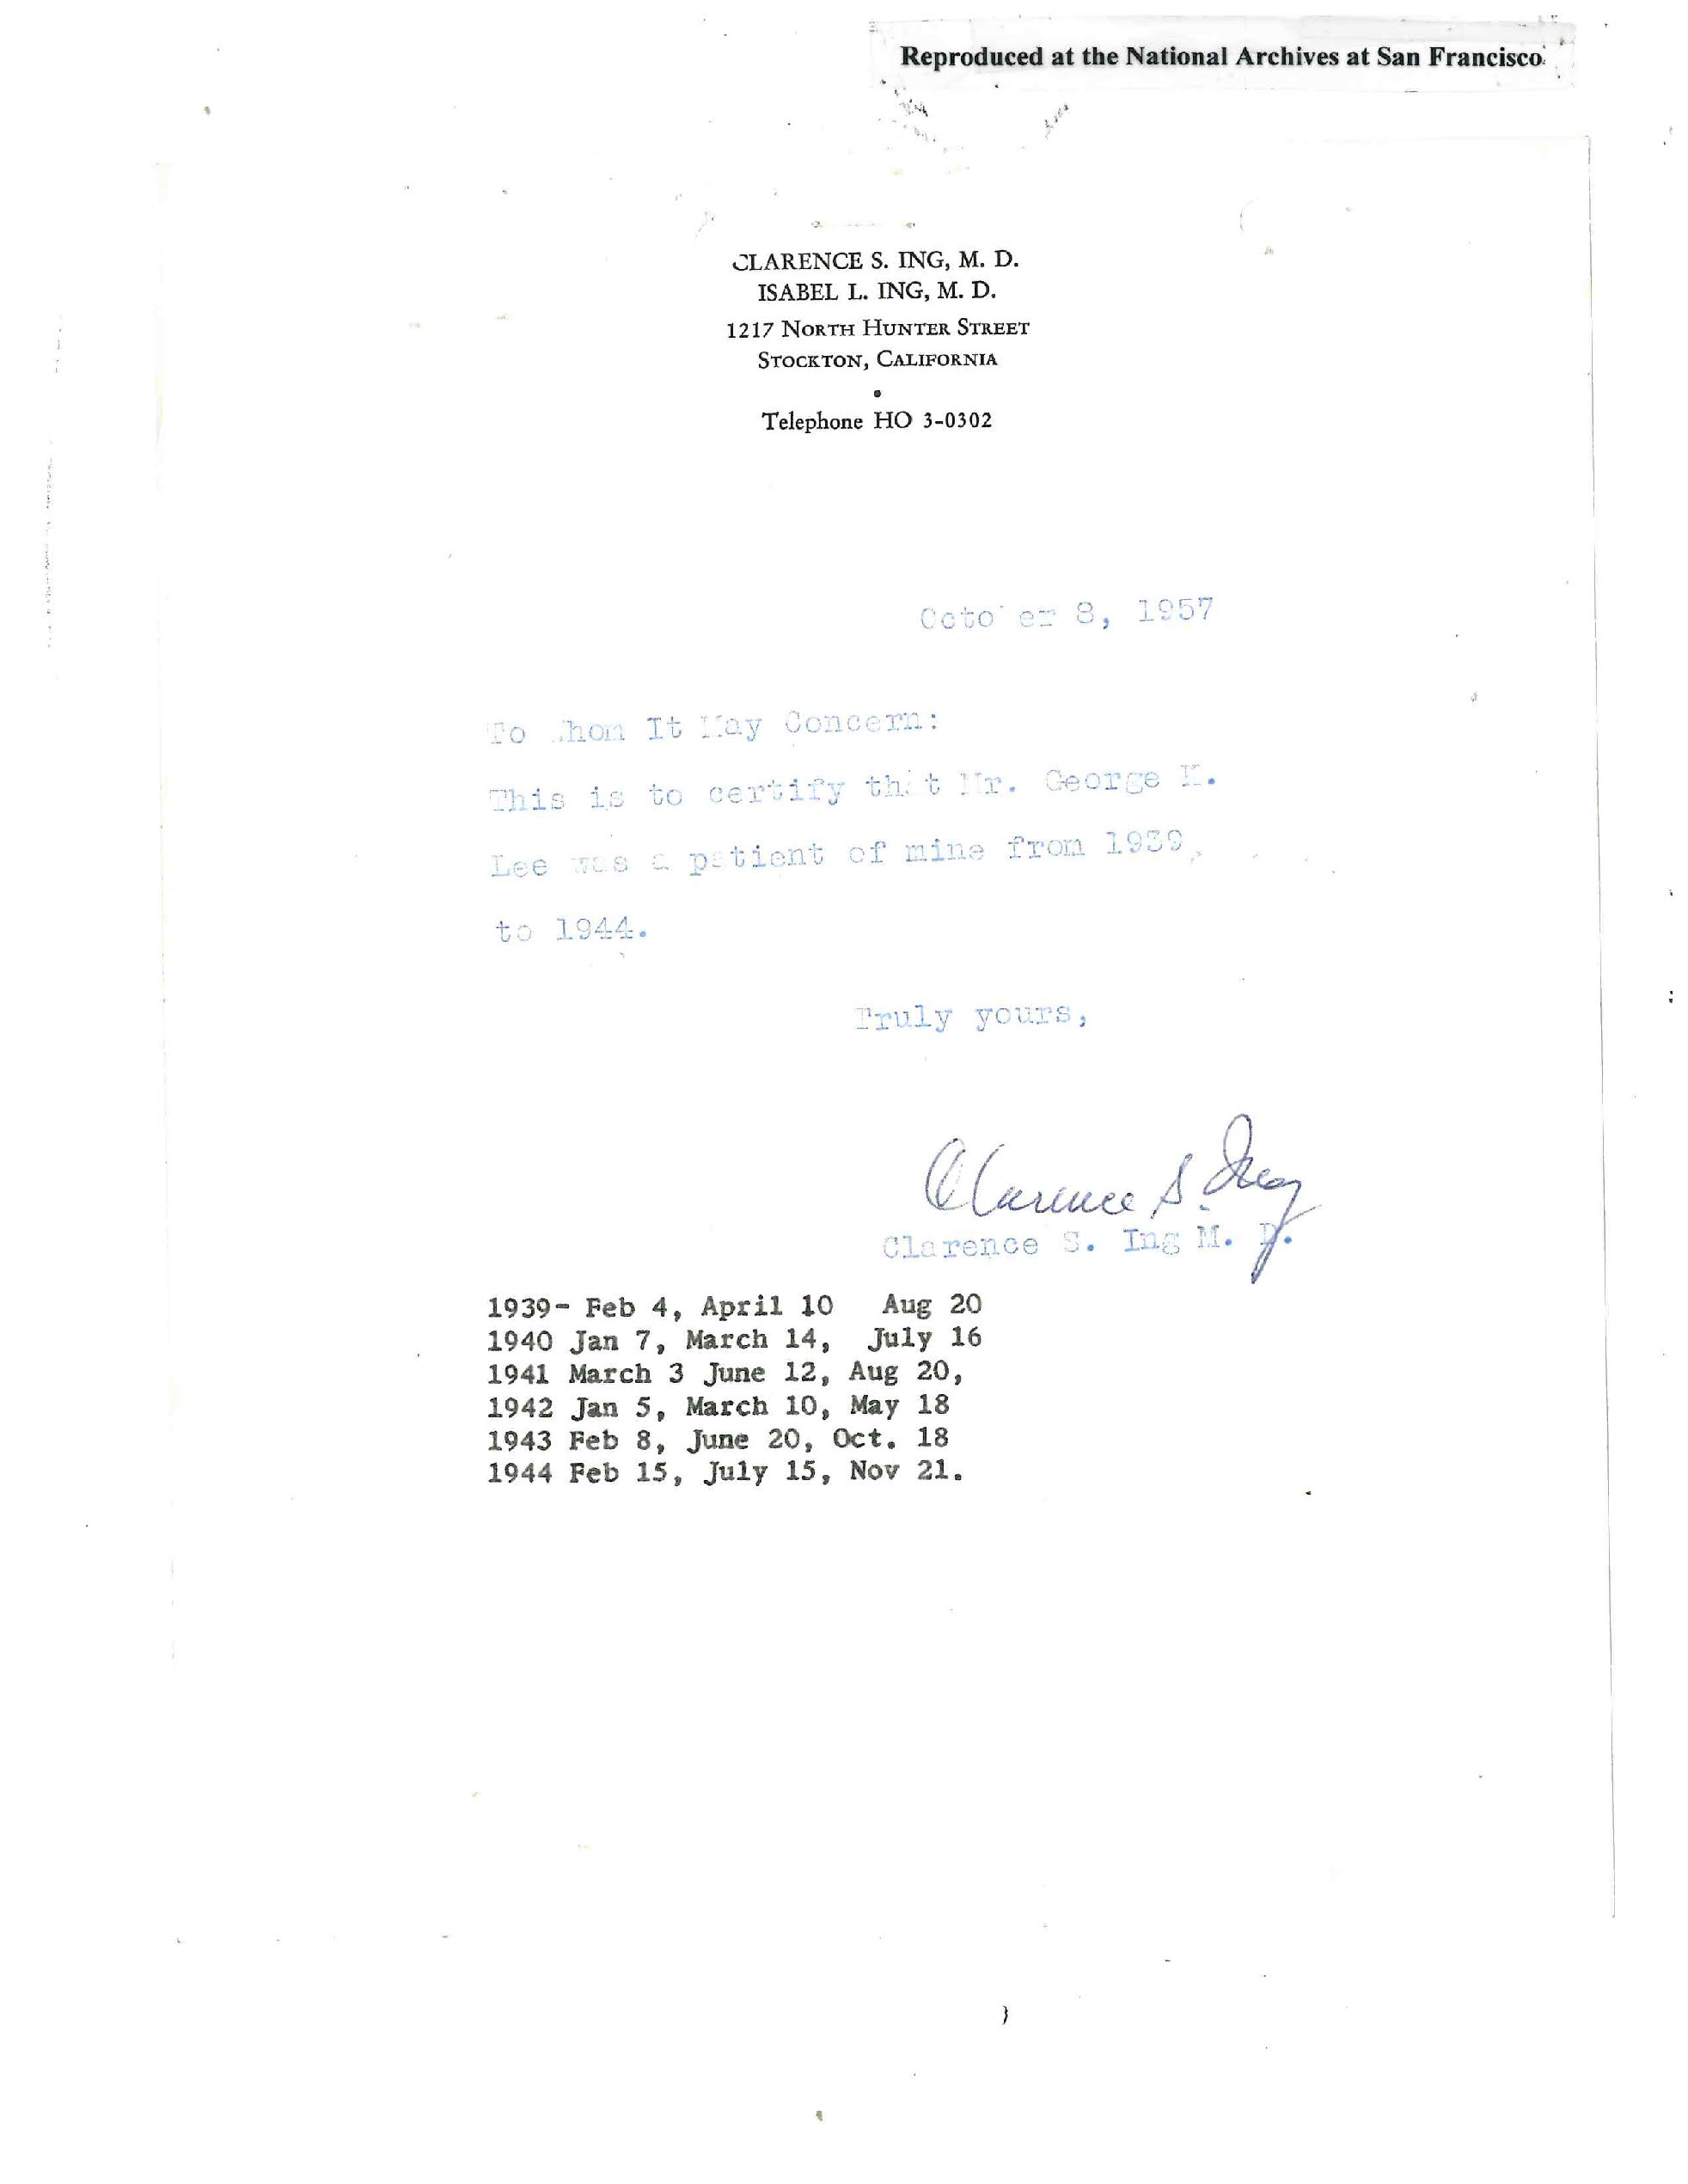 Reproduced at the National Archives at San Francisco
CLARENCE S. ING, M. D.
ISABEL L. ING, M. D.
1217 NORTH HUNTER STREET
STOCKTON, CALIFORNIA
•
Telephone HO 3-0302
October 8, 1957
To Whom It May Concern:
This is to certify that Mr. George
Lee was a patient of mine from 1939
to 1944.
Truly yours,
Clarence S. Ing
Clarence S. Ing M. D.
1939- Feb 4, April 10 Aug 20
1940 Jan 7, March 14, July 16
1941 March 3 June 12, Aug 20,
1942 Jan 5, March 10, May 18
1943 Feb 8, June 20, Oct. 18
1944 Feb 15, July 15, Nov 21.